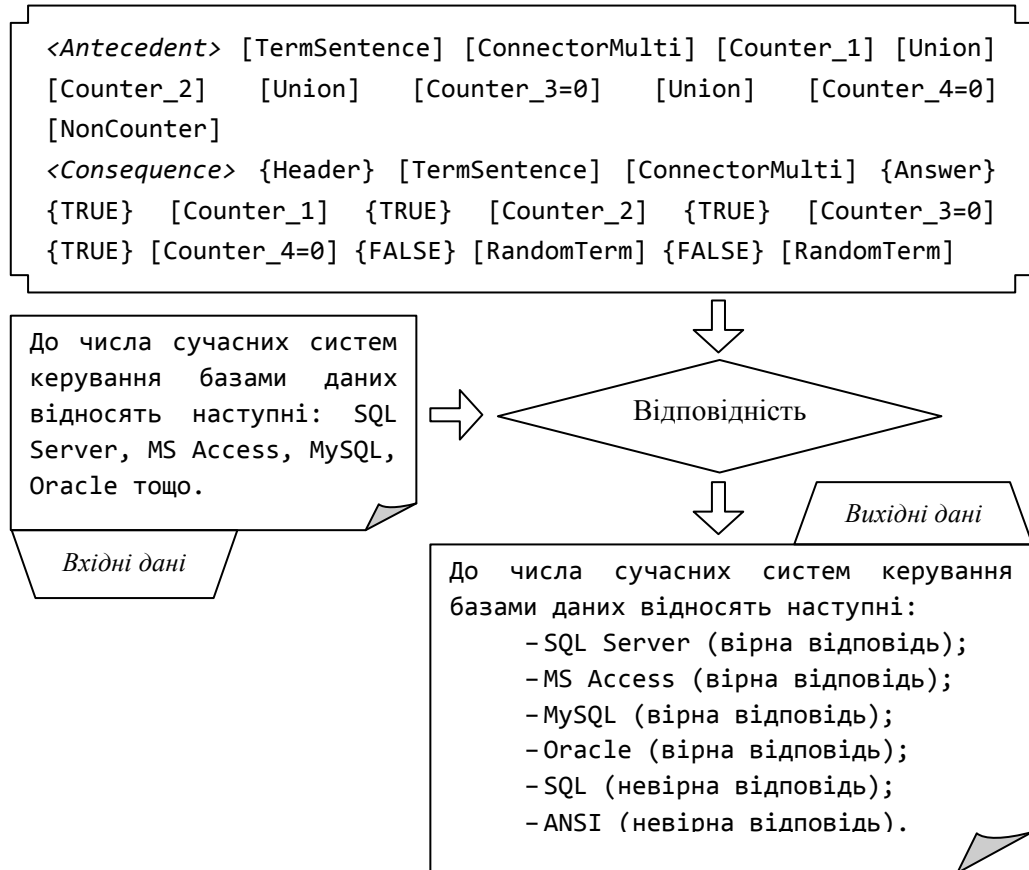 <Antecedent> [TermSentence] [ConnectorMulti] [Counter_1] [Union]
[Counter_2] [Union] [Counter_3=0] [Union] [Counter_4=0]
[NonCounter]
<Consequence> {Header} [TermSentence] [ConnectorMulti] {Answer}
{TRUE} [Counter_1] {TRUE} [Counter_2] {TRUE} [Counter_3=0]
{TRUE} [Counter_4=0] {FALSE} [RandomTerm] {FALSE} [RandomTerm]
До числа сучасних систем
керування базами даних
відносять наступні: SQL
Server, MS Access, MySQL,
Oracle тощо.
Вхідні дані
Відповідність
Вихідні дані
До числа сучасних систем керування
базами даних відносять наступні:
– SQL Server (вірна відповідь);
– MS Access (вірна відповідь);
– MySQL (вірна відповідь);
– Oracle (вірна відповідь);
– SQL (невірна відповідь);
– ANSI (невірна відповідь).